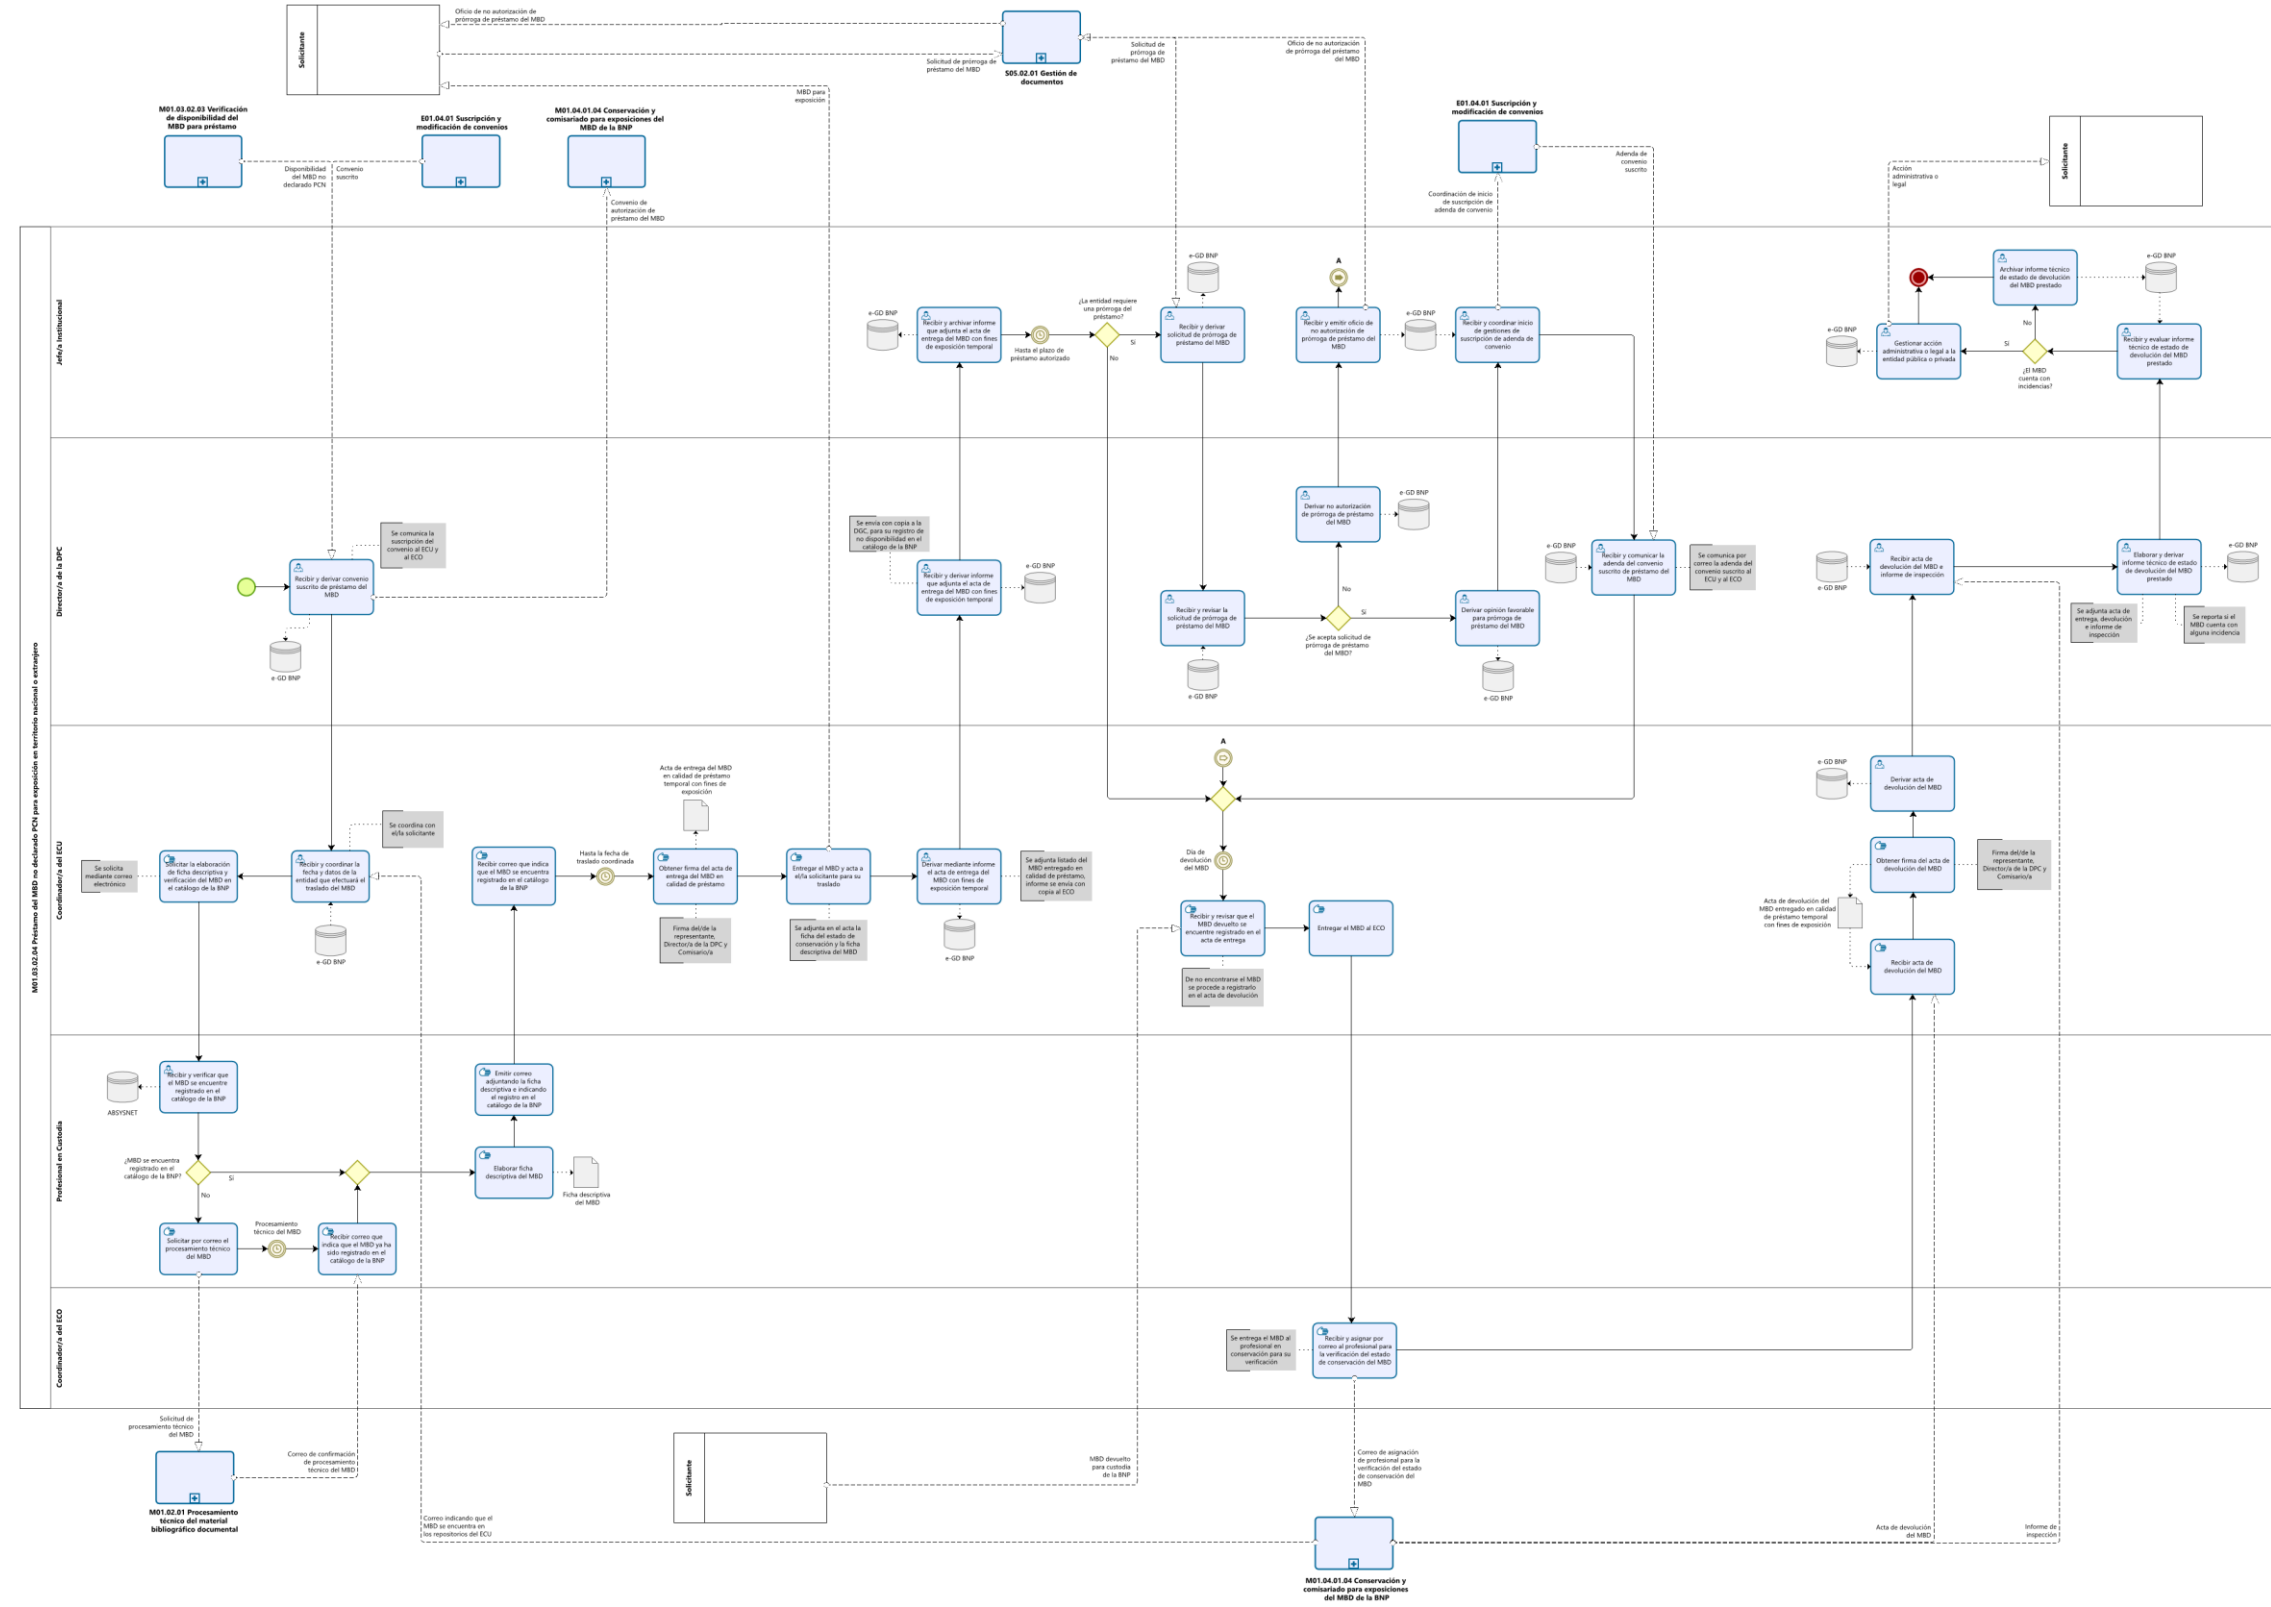 Oficio de no autorización de
prórroga de préstamo del MBD
Solicitante
Solicitud de prórroga de
préstamo del MBD
S05.02.01 Gestión de
documentos
Solicitud de
prórroga de
préstamo del MBD
Oficio de no autorización
de prórroga del préstamo
del MBD
MBD para
exposición
M01.03.02.03 Verificación
de disponibilidad del
MBD para préstamo
E01.04.01 Suscripción y
modificación de convenios
M01.04.01.04 Conservación y
comisariado para exposiciones del
MBD de la BNP
E01.04.01 Suscripción y
modificación de convenios
Disponibilidad
del MBD no
declarado PCN
Convenio
suscrito
Convenio de
autorización de
préstamo del MBD
Coordinación de inicio
de suscripción de
adenda de convenio
Adenda de
convenio
suscrito
Acción
administrativa o
legal
Solicitante
M01.03.02.04 Préstamo del MBD no declarado PCN para exposición en territorio nacional o extranjero
Jefe/a Institucional
e-GD BNP
Recibir y archivar informe
que adjunta el acta de
entrega del MBD con fines
de exposición temporal
Hasta el plazo de
préstamo autorizado
¿La entidad requiere
una prórroga del
préstamo?
Si
No
e-GD BNP
Recibir y derivar
solicitud de prórroga de
préstamo del MBD
A
Recibir y emitir oficio de
no autorización de
prórroga de préstamo del
MBD
e-GD BNP
Recibir y coordinar inicio
de gestiones de
suscripción de adenda de
convenio
e-GD BNP
Gestionar acción
administrativa o legal a la
entidad pública o privada
Archivar informe técnico
de estado de devolución
del MBD prestado
e-GD BNP
No
Si
¿El MBD
cuenta con
incidencias?
Recibir y evaluar informe
técnico de estado de
devolución del MBD
prestado
Director/a de la DPC
Se comunica la
suscripción del
convenio al ECU y
al ECO
Recibir y derivar convenio
suscrito de préstamo del
MBD
e-GD BNP
Se envía con copia a la
DGC, para su registro de
no disponibilidad en el
catálogo de la BNP
Recibir y derivar informe
que adjunta el acta de
entrega del MBD con fines
de exposición temporal
e-GD BNP
Recibir y revisar la
solicitud de prórroga de
préstamo del MBD
e-GD BNP
Derivar no autorización
de prórroga de préstamo
del MBD
e-GD BNP
No
Si
¿Se acepta solicitud de
prórroga de préstamo
del MBD?
Derivar opinión favorable
para prórroga de
préstamo del MBD
e-GD BNP
e-GD BNP
Recibir y comunicar la
adenda del convenio
suscrito de préstamo del
MBD
Se comunica por
correo la adenda del
convenio suscrito al
ECU y al ECO
e-GD BNP
Recibir acta de
devolución del MBD e
informe de inspección
Elaborar y derivar
informe técnico de estado
de devolución del MBD
prestado
e-GD BNP
Se adjunta acta de
entrega, devolución
e informe de
inspección
Se reporta si el
MBD cuenta con
alguna incidencia
Coordinador/a del ECU
Se solicita
mediante correo
electrónico
Solicitar la elaboración
de ficha descriptiva y
verificación del MBD en
el catálogo de la BNP
Recibir y coordinar la
fecha y datos de la
entidad que efectuará el
traslado del MBD
Se coordina con
el/la solicitante
e-GD BNP
Recibir correo que indica
que el MBD se encuentra
registrado en el catálogo
de la BNP
Hasta la fecha de
traslado coordinada
Acta de entrega del MBD
en calidad de préstamo
temporal con fines de
exposición
Obtener firma del acta de
entrega del MBD en
calidad de préstamo
Firma del/de la
representante,
Director/a de la DPC y
Comisario/a
Entregar el MBD y acta a
el/la solicitante para su
traslado
Se adjunta en el acta la
ficha del estado de
conservación y la ficha
descriptiva del MBD
Derivar mediante informe
el acta de entrega del
MBD con fines de
exposición temporal
Se adjunta listado del
MBD entregado en
calidad de préstamo,
informe se envía con
copia al ECO
e-GD BNP
A
Día de
devolución
del MBD
Recibir y revisar que el
MBD devuelto se
encuentre registrado en el
acta de entrega
De no encontrarse el MBD
se procede a registrarlo
en el acta de devolución
Entregar el MBD al ECO
e-GD BNP
Derivar acta de
devolución del MBD
Obtener firma del acta de
devolución del MBD
Firma del/de la
representante,
Director/a de la DPC y
Comisario/a
Acta de devolución del
MBD entregado en calidad
de préstamo temporal
con fines de exposición
Recibir acta de
devolución del MBD
Profesional en Custodia
ABSYSNET
Recibir y verificar que
el MBD se encuentre
registrado en el
catálogo de la BNP
¿MBD se encuentra
registrado en el
catálogo de la BNP?
Si
No
Solicitar por correo el
procesamiento técnico
del MBD
Procesamiento
técnico del MBD
Recibir correo que
indica que el MBD ya ha
sido registrado en el
catálogo de la BNP
Emitir correo
adjuntando la ficha
descriptiva e indicando
el registro en el
catálogo de la BNP
Elaborar ficha
descriptiva del MBD
Ficha descriptiva
del MBD
Coordinador/a del ECO
Se entrega el MBD al
profesional en
conservación para su
verificación
Recibir y asignar por
correo al profesional para
la verificación del estado
de conservación del MBD
Solicitud de
procesamiento técnico
del MBD
Correo de confirmación
de procesamiento
técnico del MBD
M01.02.01 Procesamiento
técnico del material
bibliográfico documental
Correo indicando que el
MBD se encuentra en
los repositorios del ECU
Solicitante
MBD devuelto
para custodia
de la BNP
Correo de asignación
de profesional para la
verificación del estado
de conservación del
MBD
M01.04.01.04 Conservación y
comisariado para exposiciones
del MBD de la BNP
Acta de devolución
del MBD
Informe de
inspección